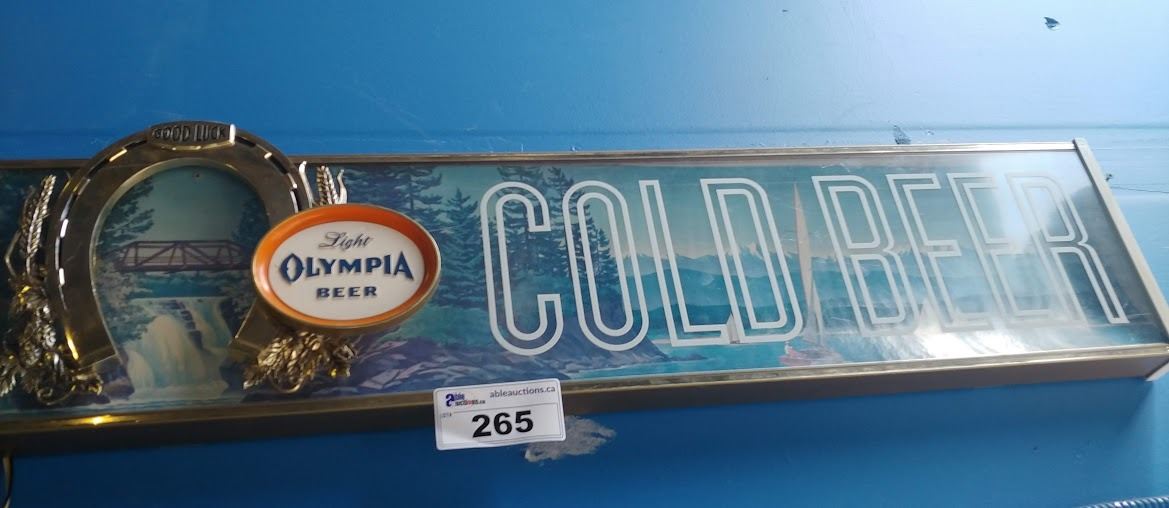 GOOD LUCK
Light
OLYMPIA
BEER
COLD BEER
ableauctions.ca
265